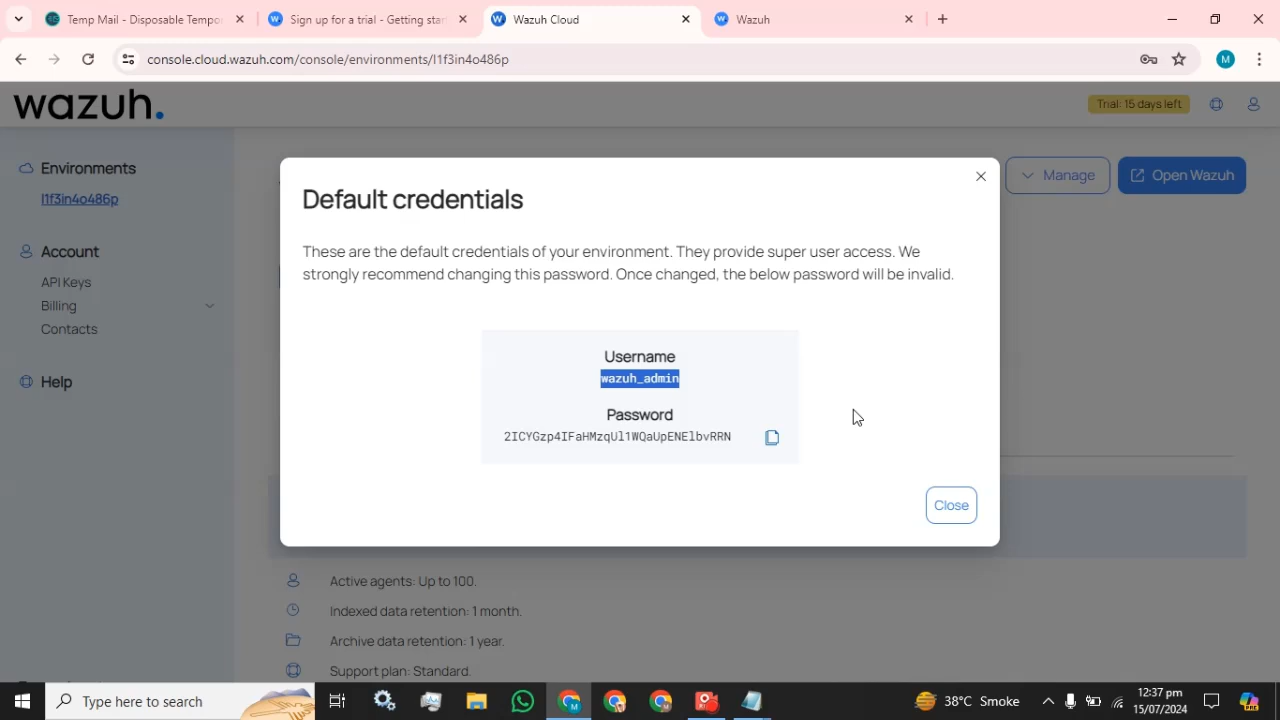 Temp Mail - Disposable Tempo
Sign up for a trial - Getting star
Wazuh Cloud
Wazuh
console.cloud.wazuh.com/console/environments/l1f3in4o486p
M
wazuh.
Trial: 15 days left
Environments
l1f3in4o486p
Account
API Keys
Billing
Contacts
Help
Manage
Open Wazuh
Default credentials
These are the default credentials of your environment. They provide super user access. We
strongly recommend changing this password. Once changed, the below password will be invalid.
Username
wazuh_admin
Password
2ICYGzp4IFaHMzqUl1WQaUpENElbvRRN
Close
Active agents: Up to 100.
Indexed data retention: 1 month.
Archive data retention: 1 year.
Support plan: Standard.
Type here to search
38°C Smoke
12:37 pm
15/07/2024